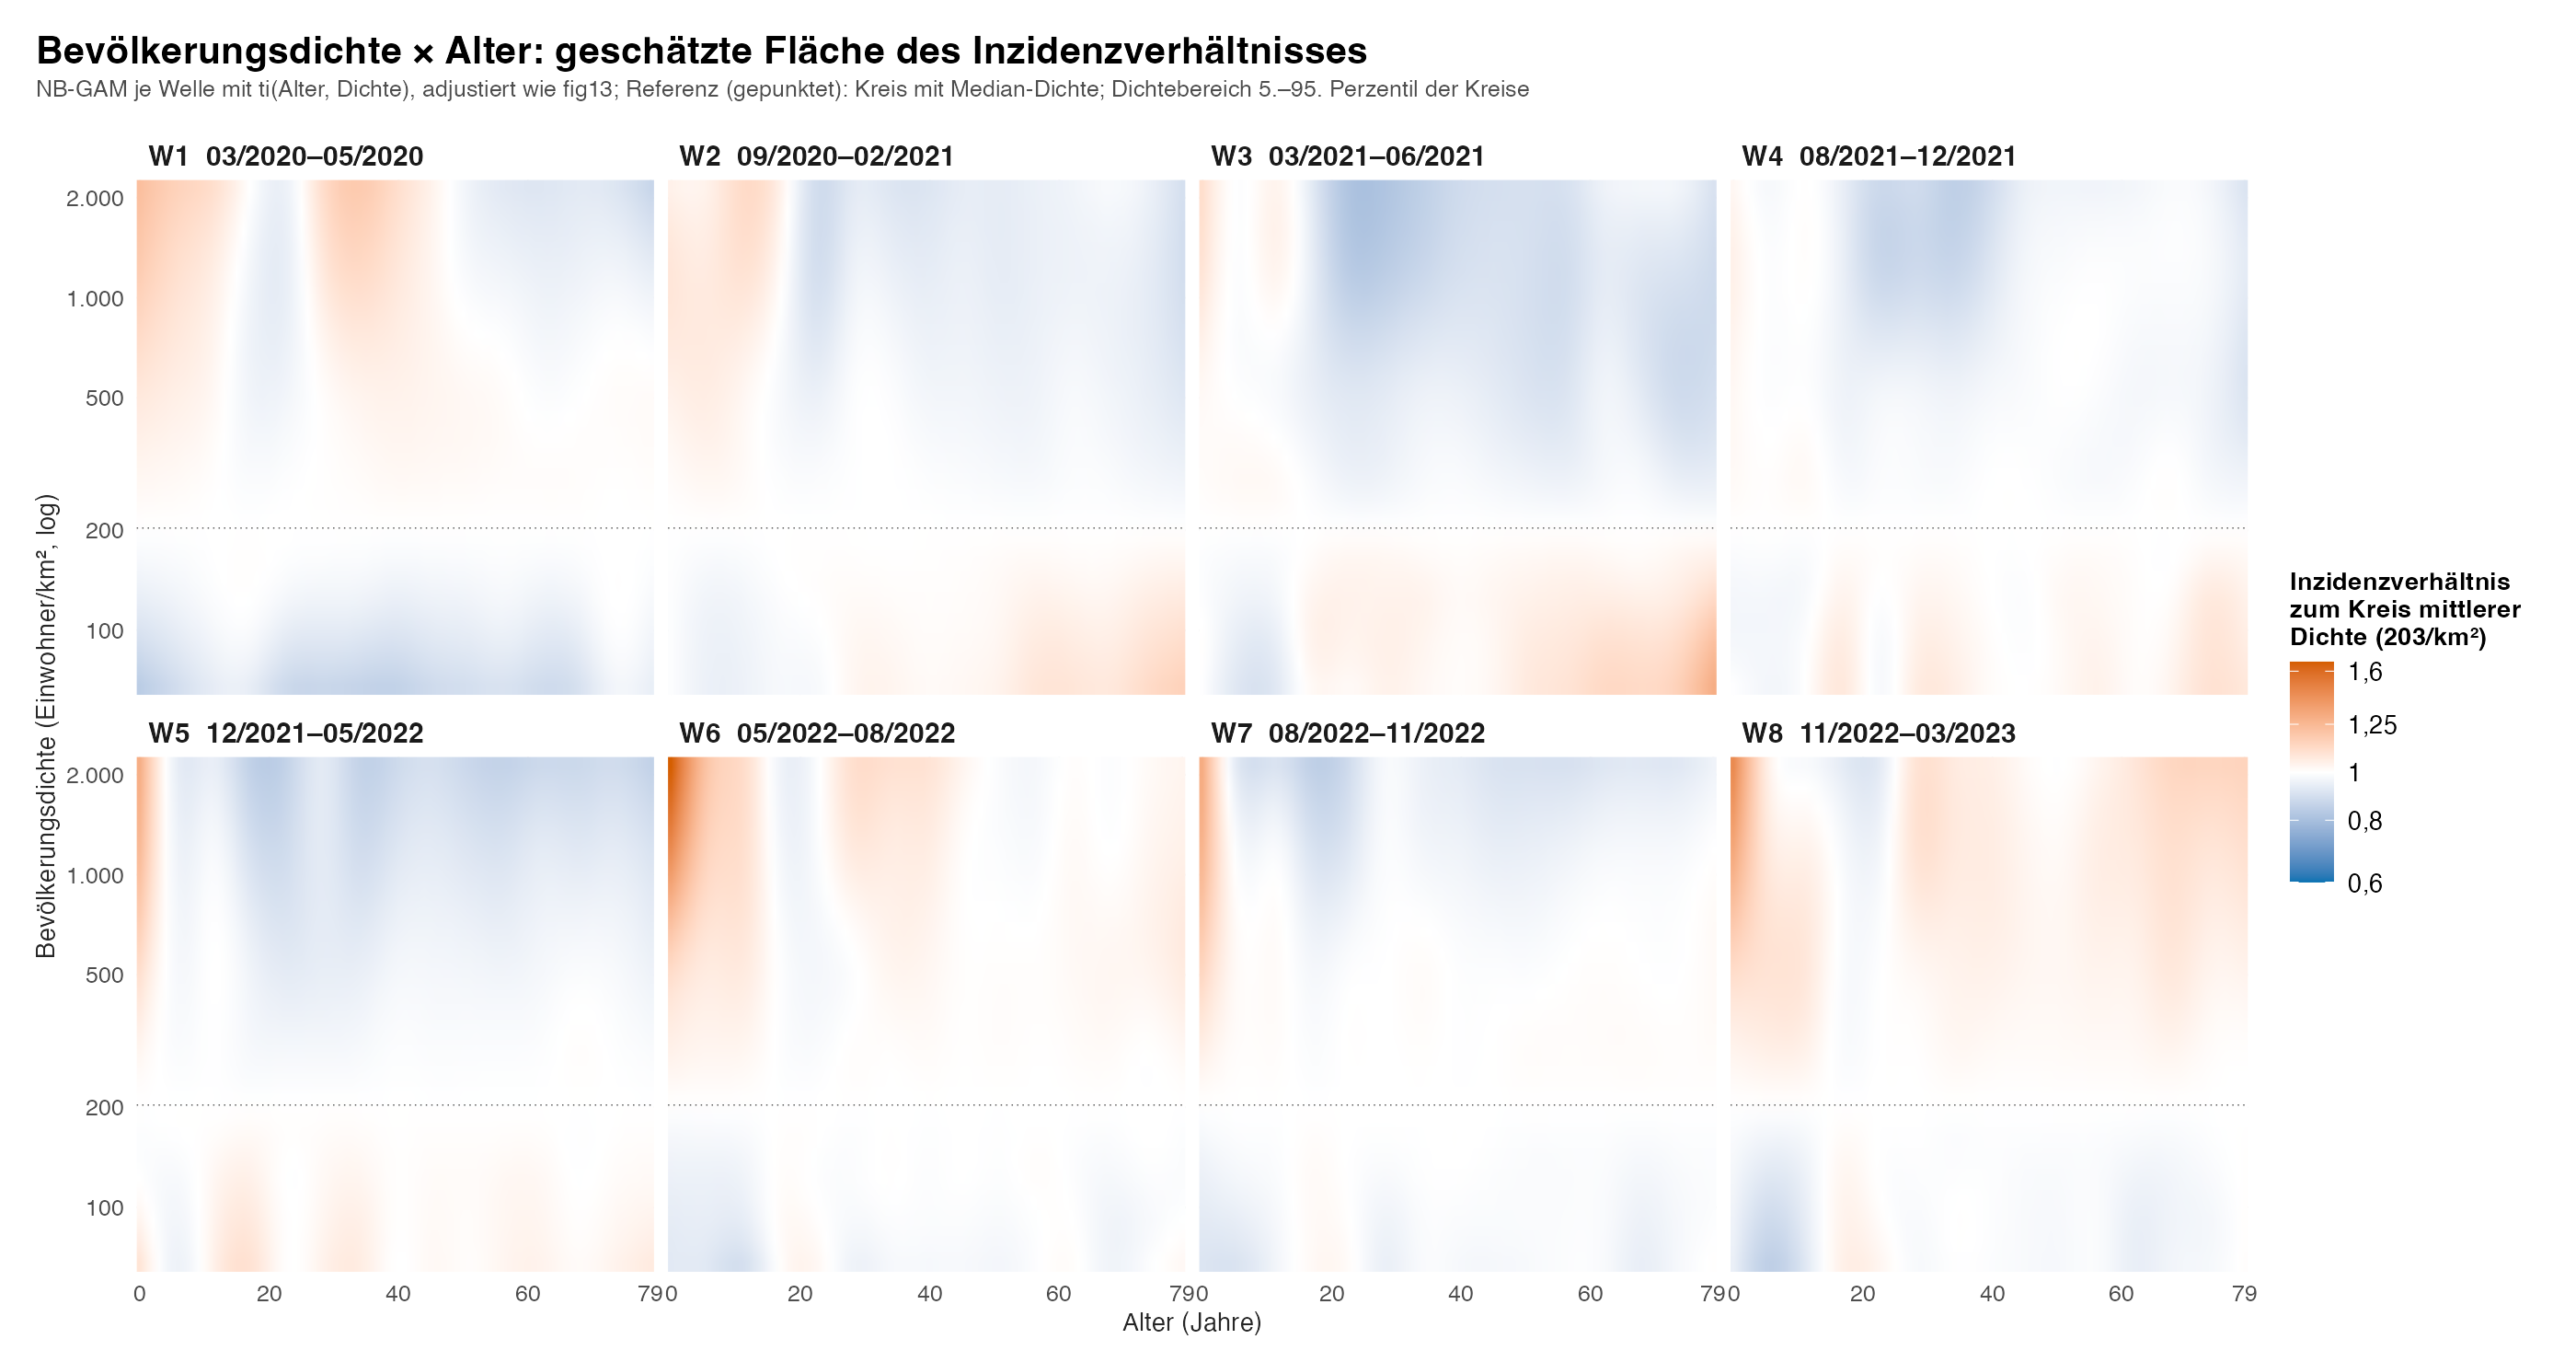 Bevölkerungsdichte × Alter: geschätzte Fläche des Inzidenzverhältnisses
NB-GAM je Welle mit ti(Alter, Dichte), adjustiert wie fig13; Referenz (gepunktet): Kreis mit Median-Dichte; Dichtebereich 5.–95. Perzentil der Kreise
W1 03/2020–05/2020
W2 09/2020–02/2021
W3 03/2021–06/2021
W4 08/2021–12/2021
2.000
1.000
500
200
100
W5 12/2021–05/2022
W6 05/2022–08/2022
W7 08/2022–11/2022
W8 11/2022–03/2023
2.000
1.000
500
200
100
0 20 40 60 79
0 20 40 60 79
0 20 40 60 79
0 20 40 60 79
Alter (Jahre)
Bevölkerungsdichte (Einwohner/km², log)
Inzidenzverhältnis
zum Kreis mittlerer
Dichte (203/km²)
1,6
1,25
1
0,8
0,6